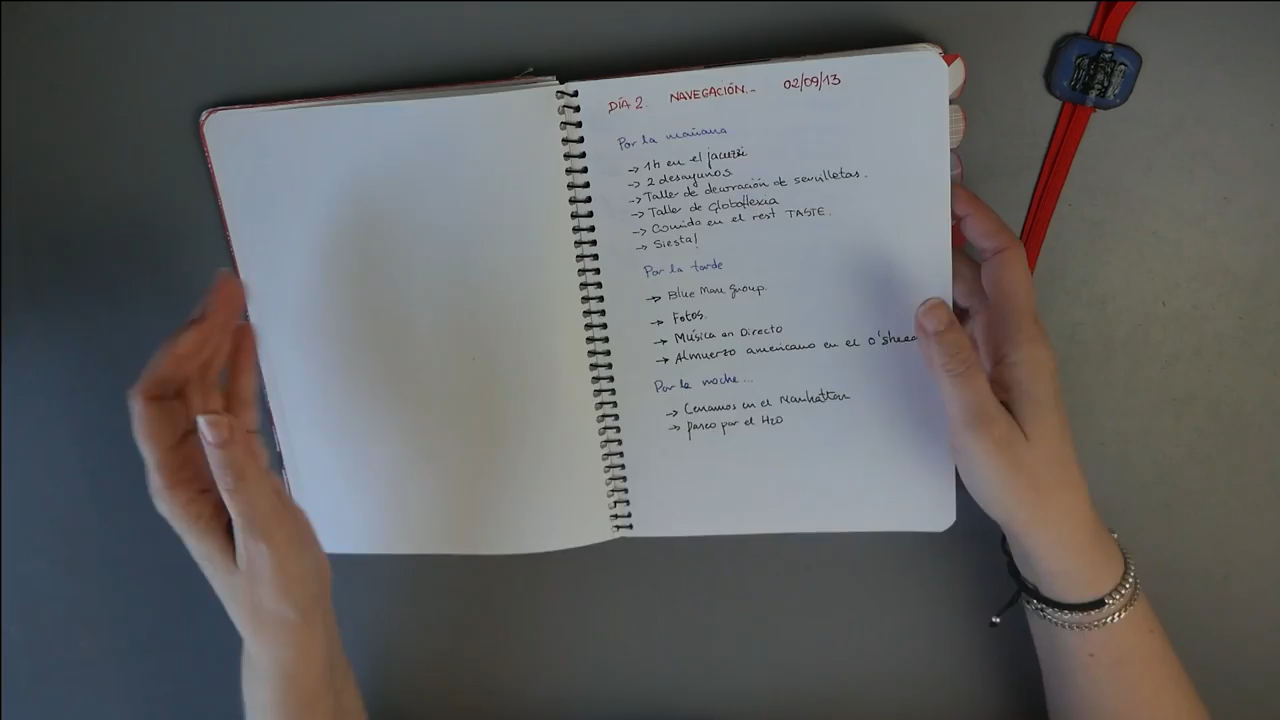 DÍA 2. NAVEGACIÓN.- 02/09/13
Por la mañana
→ 1h en el jacuzzi
→ 2 desayunos
→ Taller de decoración de servilletas.
→ Taller de Globoflexia
→ Comida en el rest TASTE.
→ Siesta!
Por la tarde
→ Blue Man Group.
→ Fotos.
→ Música en Directo
→ Almuerzo americano en el O'shee
Por la noche...
→ Cenamos en el Manhattan
→ paseo por el H2O